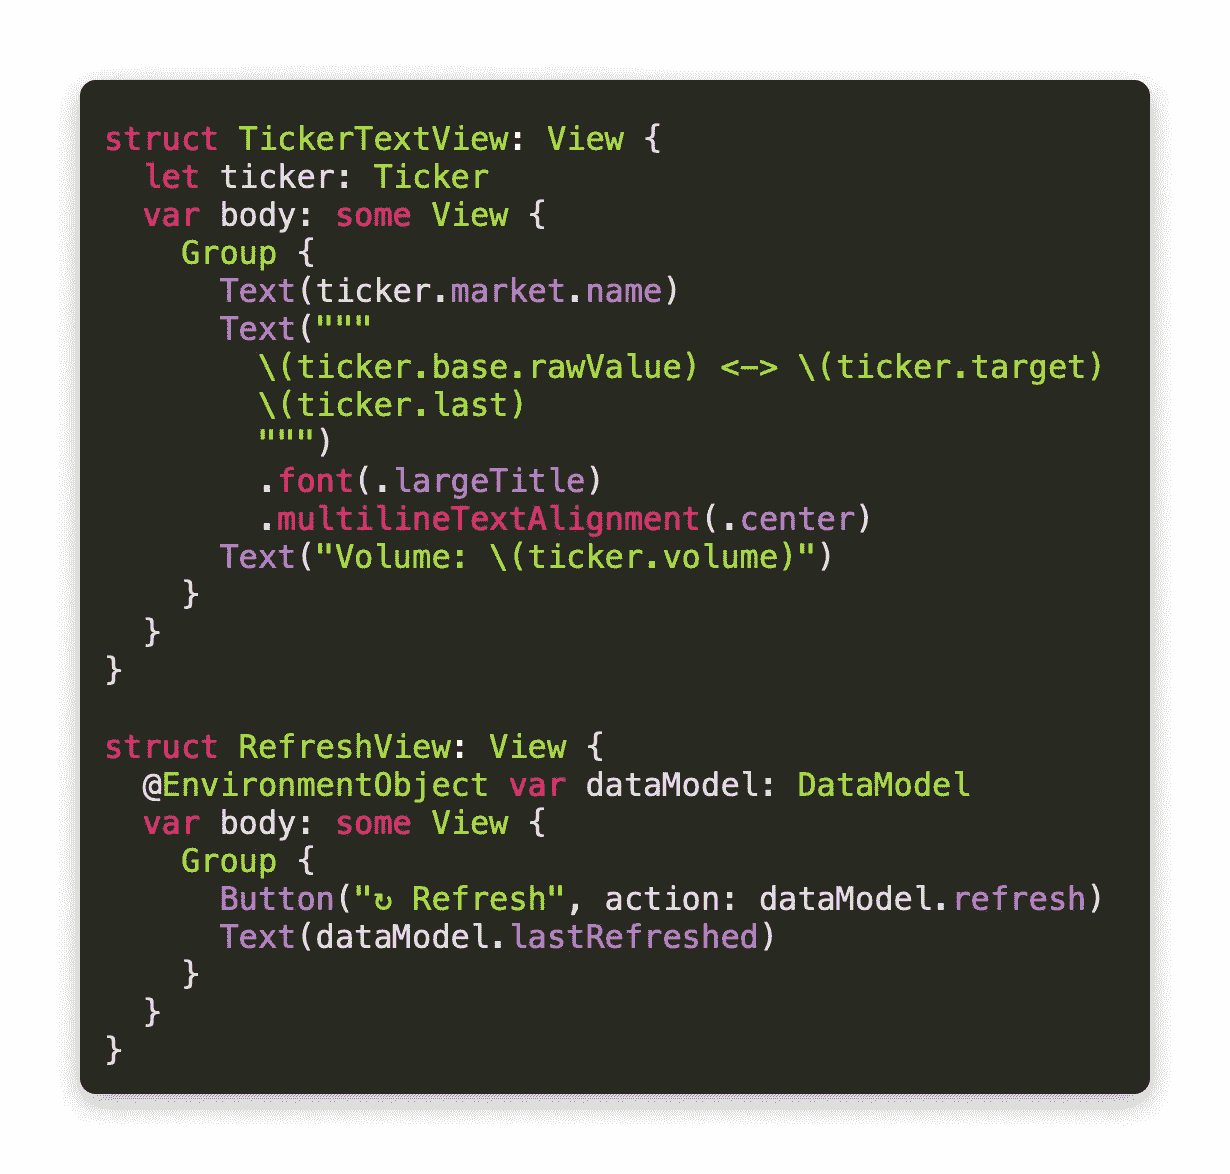 struct TickerTextView: View {
  let ticker: Ticker
  var body: some View {
    Group {
      Text(ticker.market.name)
      Text("""
        \(ticker.base.rawValue) <-> \(ticker.target)
        \(ticker.last)
        """)
        .font(.largeTitle)
        .multilineTextAlignment(.center)
      Text("Volume: \(ticker.volume)")
    }
  }
}

struct RefreshView: View {
  @EnvironmentObject var dataModel: DataModel
  var body: some View {
    Group {
      Button("↻ Refresh", action: dataModel.refresh)
      Text(dataModel.lastRefreshed)
    }
  }
}